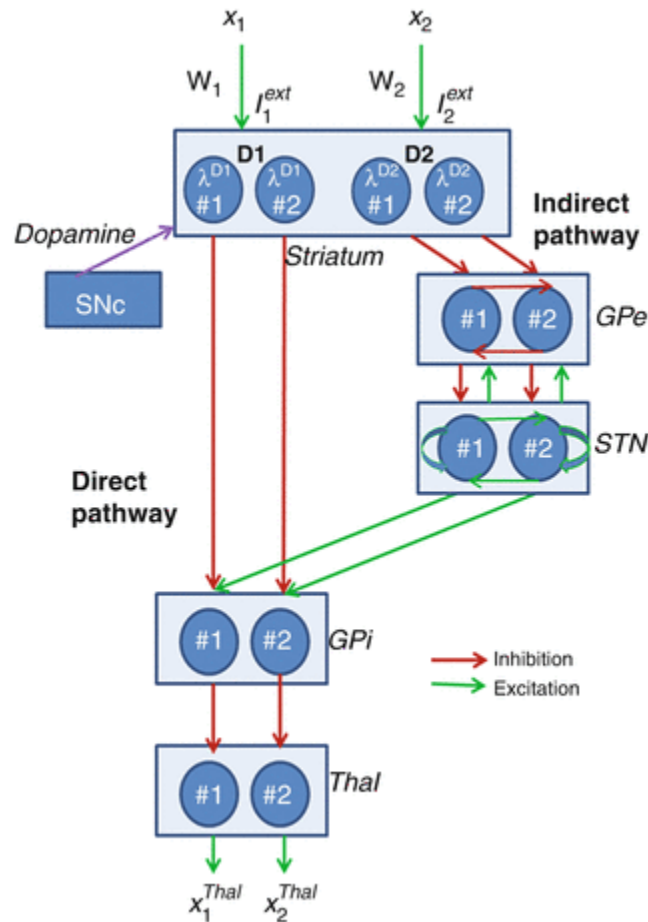 x₁ x₂
W₁ I₁ᵉˣᵗ W₂ I₂ᵉˣᵗ
D1 D2
λᴰ¹ λᴰ¹ λᴰ² λᴰ²
#1 #2 #1 #2
Dopamine
Striatum
Indirect
pathway
SNc
#1 #2 GPe
#1 #2 STN
Direct
pathway
#1 #2 GPi
Inhibition
Excitation
#1 #2 Thal
x₁ᵀʰᵃˡ x₂ᵀʰᵃˡ